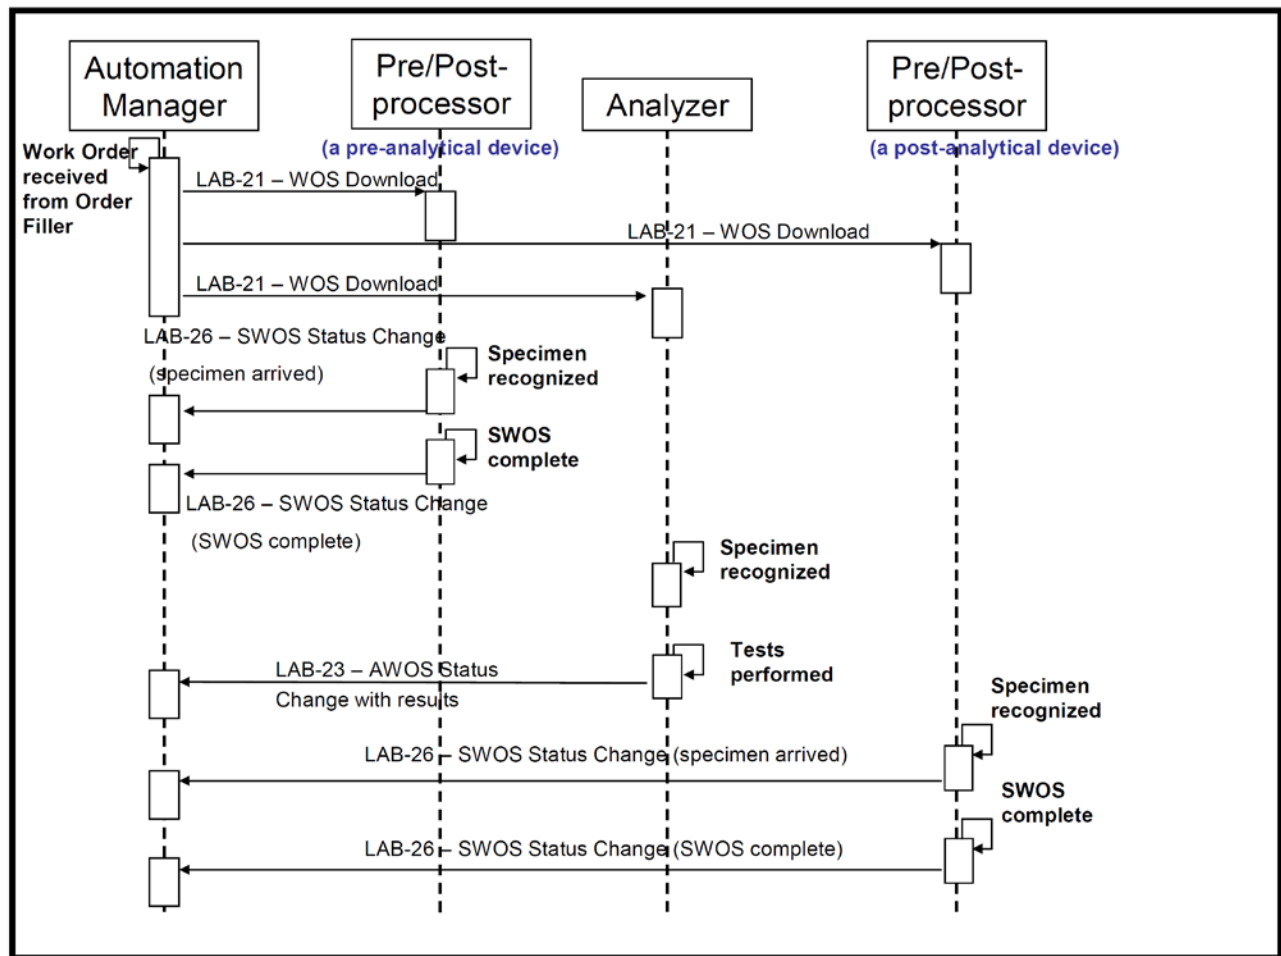 Automation
Manager
Pre/Post-
processor
(a pre-analytical device)
Analyzer
Pre/Post-
processor
(a post-analytical device)
Work Order
received
from Order
Filler
LAB-21 – WOS Download
LAB-21 – WOS Download
LAB-21 – WOS Download
LAB-26 – SWOS Status Change
(specimen arrived)
Specimen
recognized
SWOS
complete
LAB-26 – SWOS Status Change
(SWOS complete)
Specimen
recognized
Tests
performed
LAB-23 – AWOS Status
Change with results
Specimen
recognized
LAB-26 – SWOS Status Change (specimen arrived)
SWOS
complete
LAB-26 – SWOS Status Change (SWOS complete)